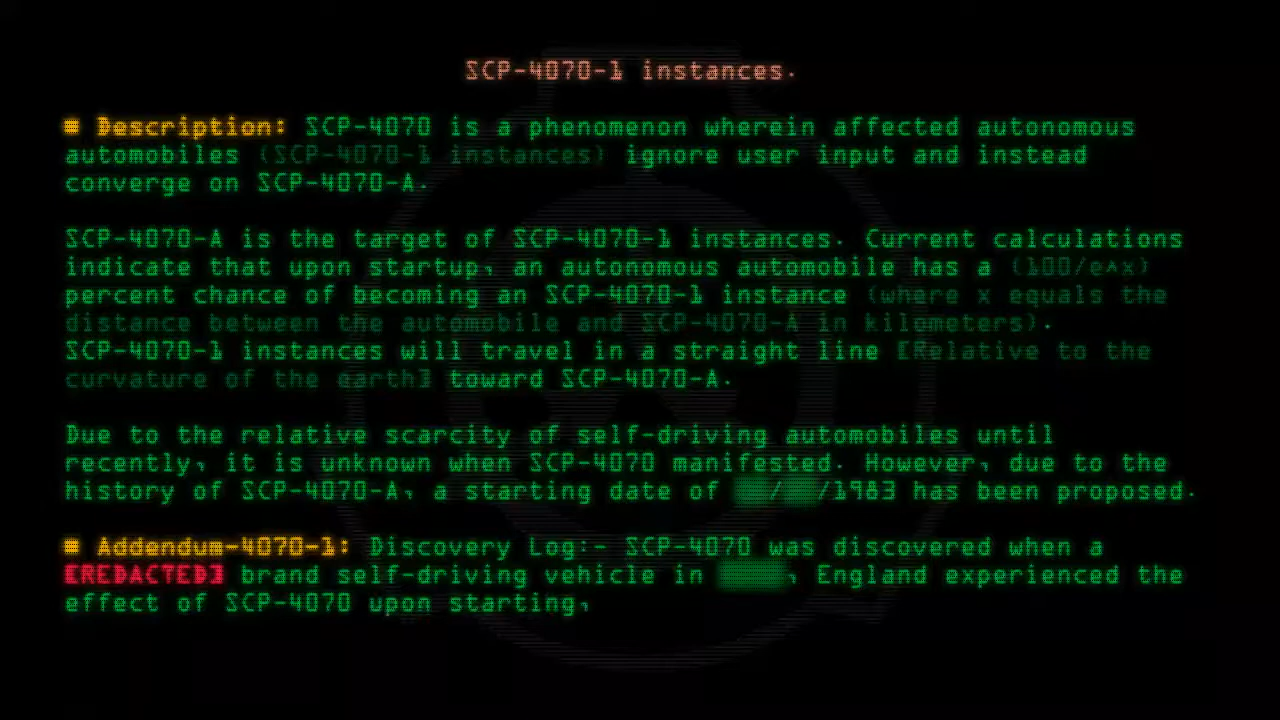 SCP-4070-1 instances.
■ Description: SCP-4070 is a phenomenon wherein affected autonomous
automobiles (SCP-4070-1 instances) ignore user input and instead
converge on SCP-4070-A.
SCP-4070-A is the target of SCP-4070-1 instances. Current calculations
indicate that upon startup, an autonomous automobile has a (100/e^x)
percent chance of becoming an SCP-4070-1 instance (where x equals the
distance between the automobile and SCP-4070-A in kilometers).
SCP-4070-1 instances will travel in a straight line [Relative to the
curvature of the earth] toward SCP-4070-A.
Due to the relative scarcity of self-driving automobiles until
recently, it is unknown when SCP-4070 manifested. However, due to the
history of SCP-4070-A, a starting date of ██/██/1983 has been proposed.
■ Addendum-4070-1: Discovery Log:- SCP-4070 was discovered when a
[REDACTED] brand self-driving vehicle in ████, England experienced the
effect of SCP-4070 upon starting,